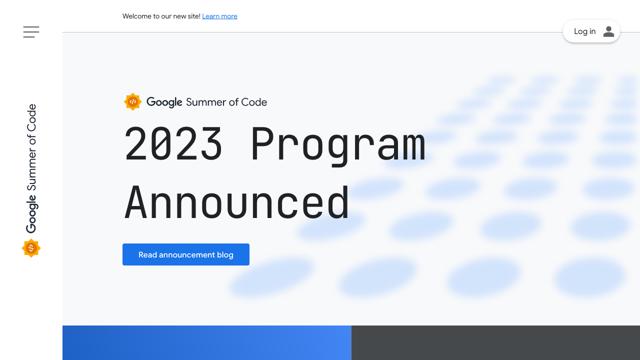 Welcome to our new site! Learn more
Log in
Google Summer of Code
Google Summer of Code
2023 Program
Announced
Read announcement blog